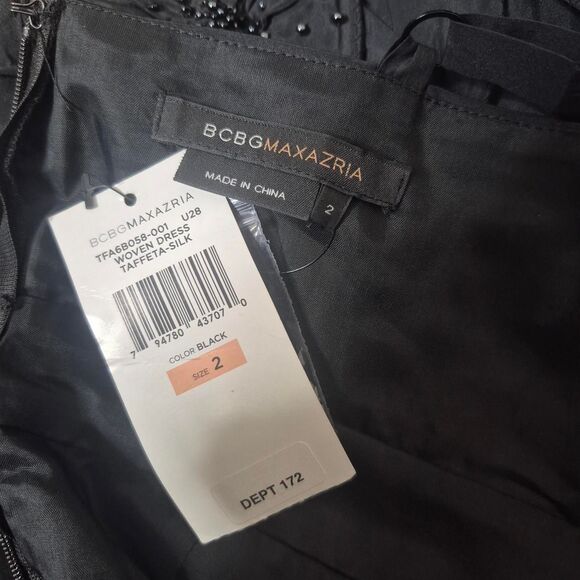 BCBGMAXAZRIA
MADE IN CHINA
2
BCBGMAXAZRIA
TFA6B058-001 U28
WOVEN DRESS
TAFFETA-SILK
7 94780 43707 0
COLOR BLACK
SIZE 2
DEPT 172